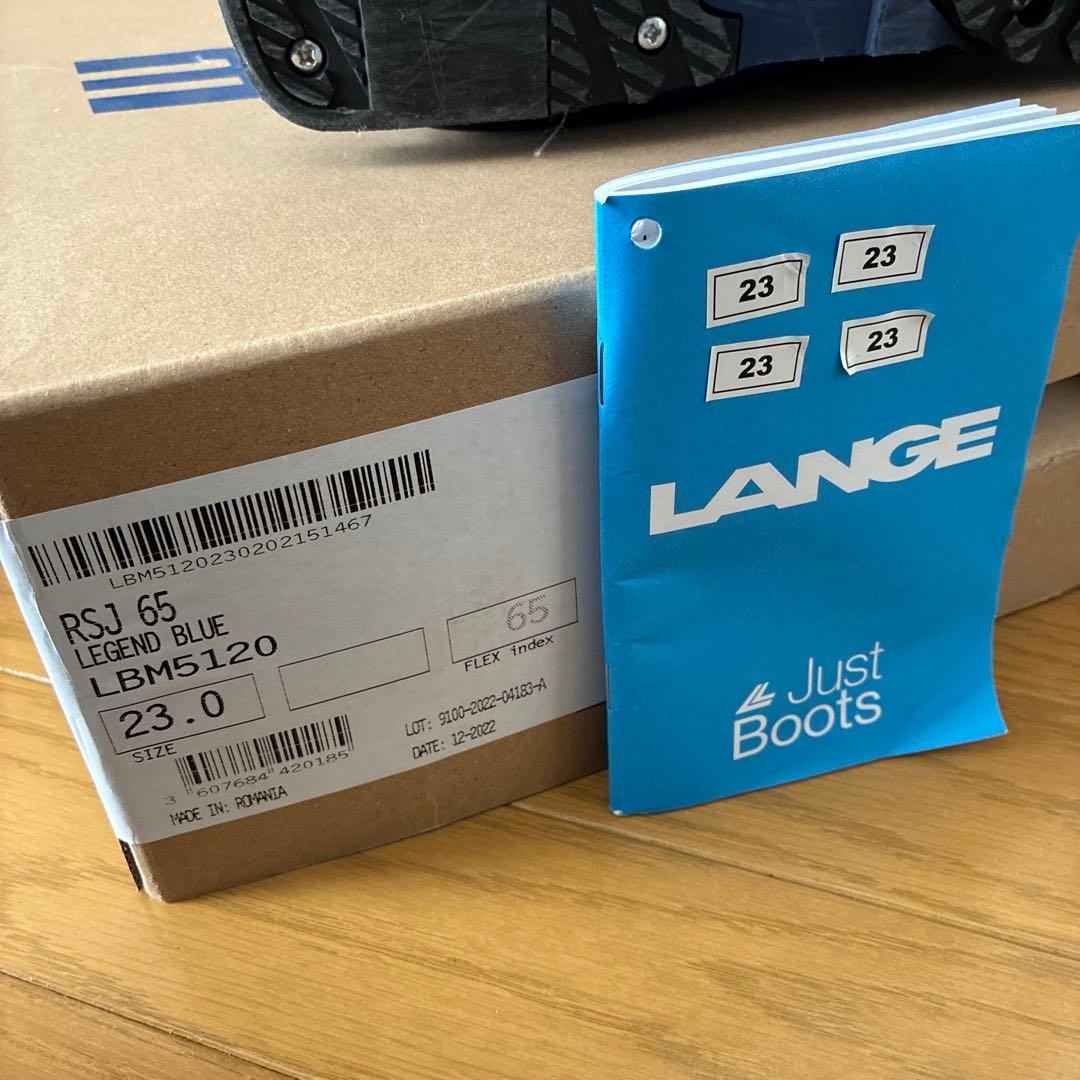 LBM5120230202151467
RSJ 65
LEGEND BLUE
LBM5120
23.0
SIZE
65
FLEX index
3 607684 420185
LOT: 9100-2022-04183-A
DATE: 12-2022
MADE IN: ROMANIA
23
23
23
23
LANGE
Just
Boots